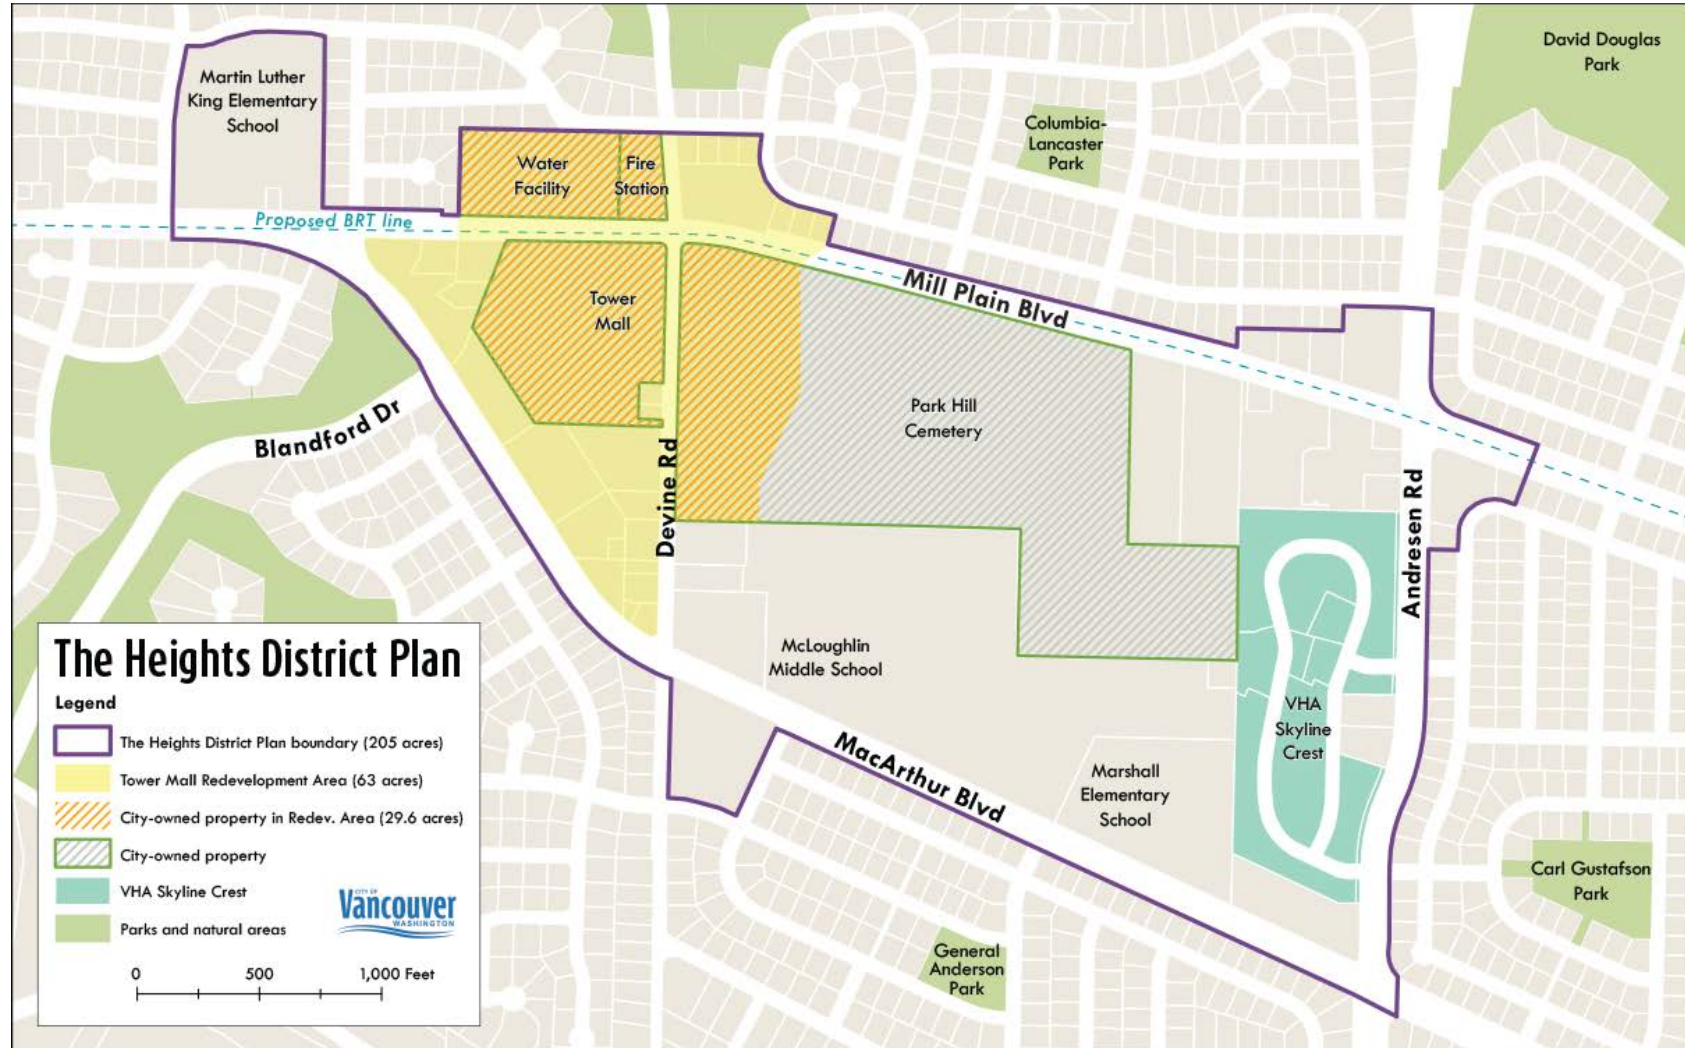 Martin Luther
King Elementary
School
David Douglas
Park
Columbia-
Lancaster
Park
Water
Facility
Fire
Station
Proposed BRT line
Tower
Mall
Mill Plain Blvd
Park Hill
Cemetery
Blandford Dr
Devine Rd
Andresen Rd
McLoughlin
Middle School
VHA
Skyline
Crest
MacArthur Blvd
Marshall
Elementary
School
Carl Gustafson
Park
General
Anderson
Park
The Heights District Plan
Legend
The Heights District Plan boundary (205 acres)
Tower Mall Redevelopment Area (63 acres)
City-owned property in Redev. Area (29.6 acres)
City-owned property
VHA Skyline Crest
Parks and natural areas
CITY OF
Vancouver
WASHINGTON
0 500 1,000 Feet